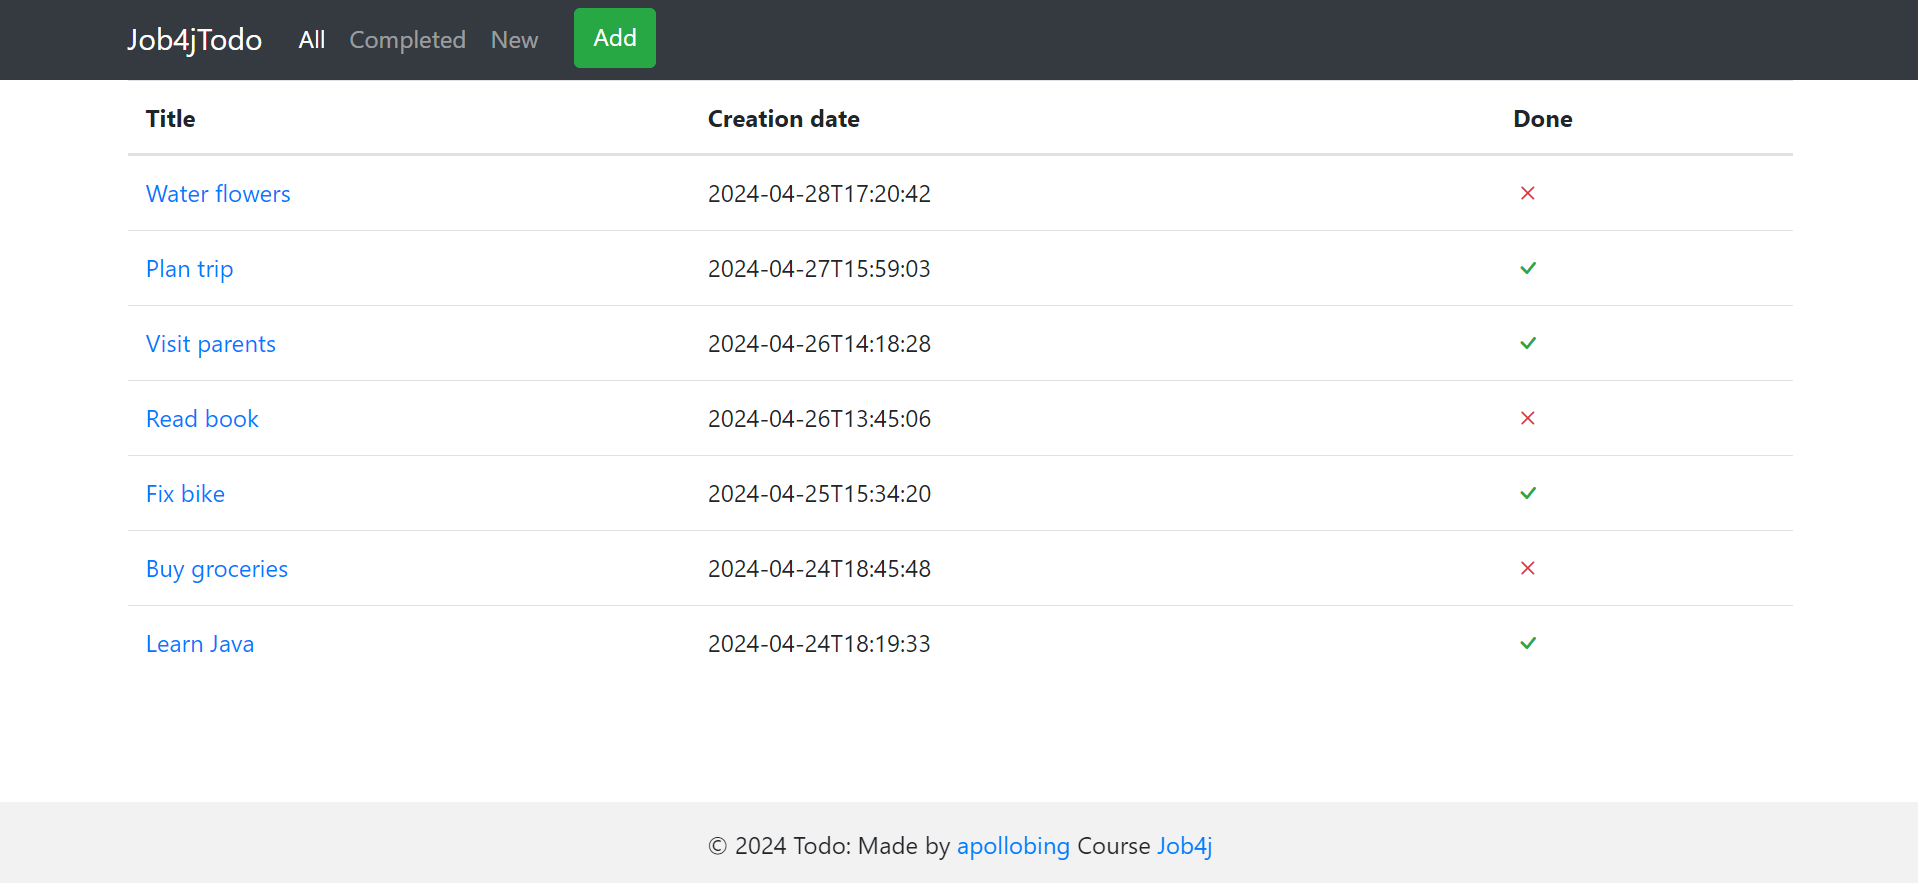 Job4jTodo All Completed New Add
Title Creation date Done
Water flowers 2024-04-28T17:20:42
Plan trip 2024-04-27T15:59:03
Visit parents 2024-04-26T14:18:28
Read book 2024-04-26T13:45:06
Fix bike 2024-04-25T15:34:20
Buy groceries 2024-04-24T18:45:48
Learn Java 2024-04-24T18:19:33
© 2024 Todo: Made by apollobing Course Job4j